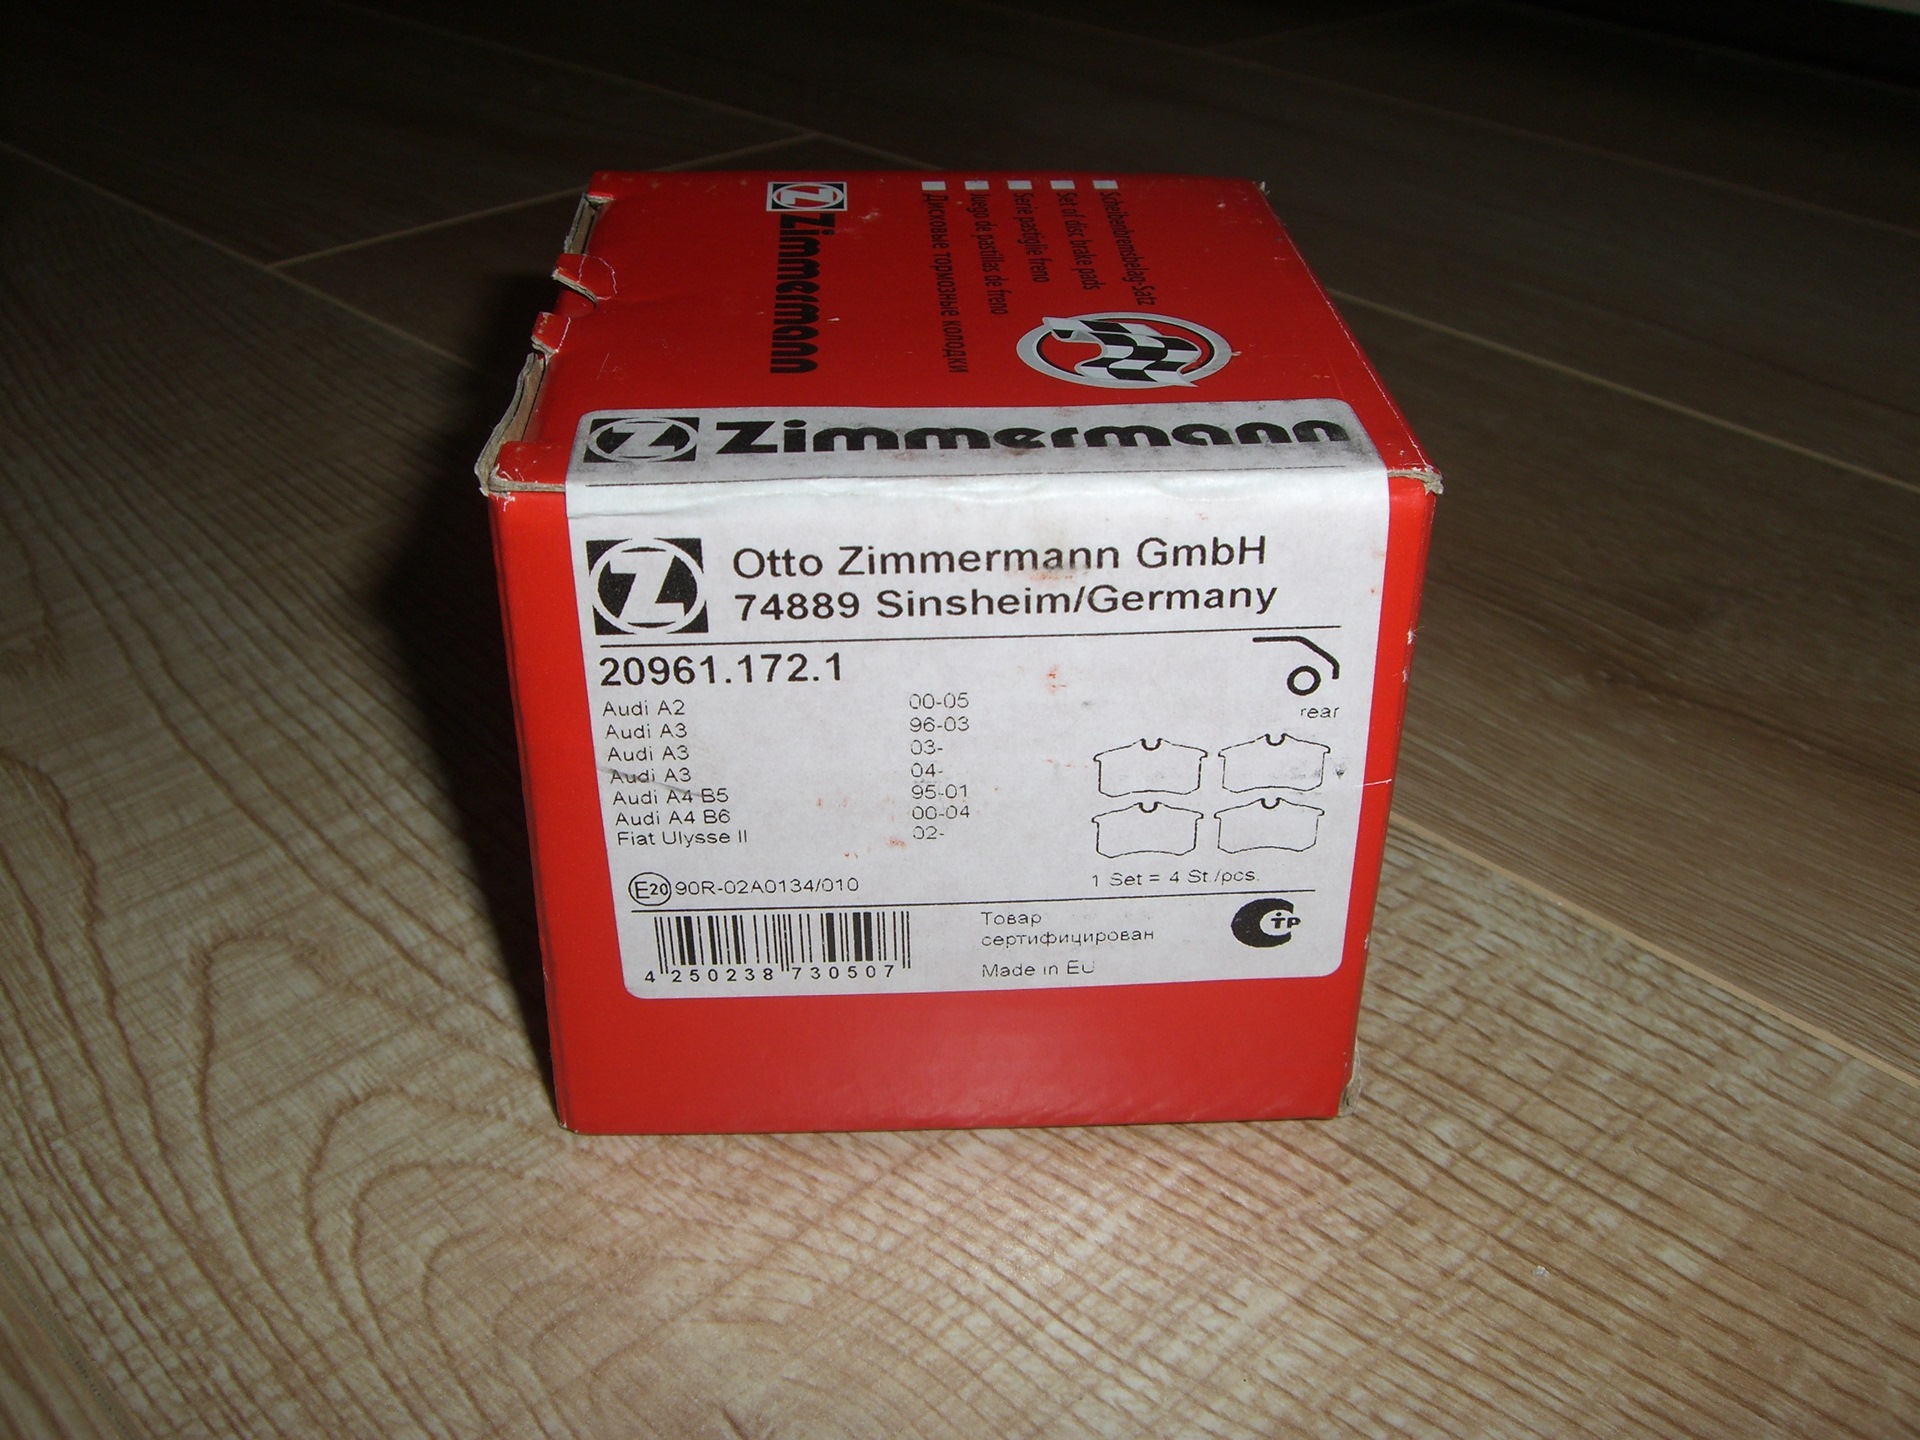 Scheibenbremsbelag-Satz
Set of disc brake pads
Serie pastiglie freno
Juego de pastillas de freno
Дисковые тормозные колодки
Z Zimmermann
Z Zimmermann
Z
Otto Zimmermann GmbH
74889 Sinsheim/Germany
20961.172.1
rear
Audi A2 00-05
Audi A3 96-03
Audi A3 03-
Audi A3 04-
Audi A4 B5 95-01
Audi A4 B6 00-04
Fiat Ulysse II 02-
E20 90R-02A0134/010
1 Set = 4 St./pcs.
4 250238 730507
Товар
сертифицирован
Made in EU
СТР